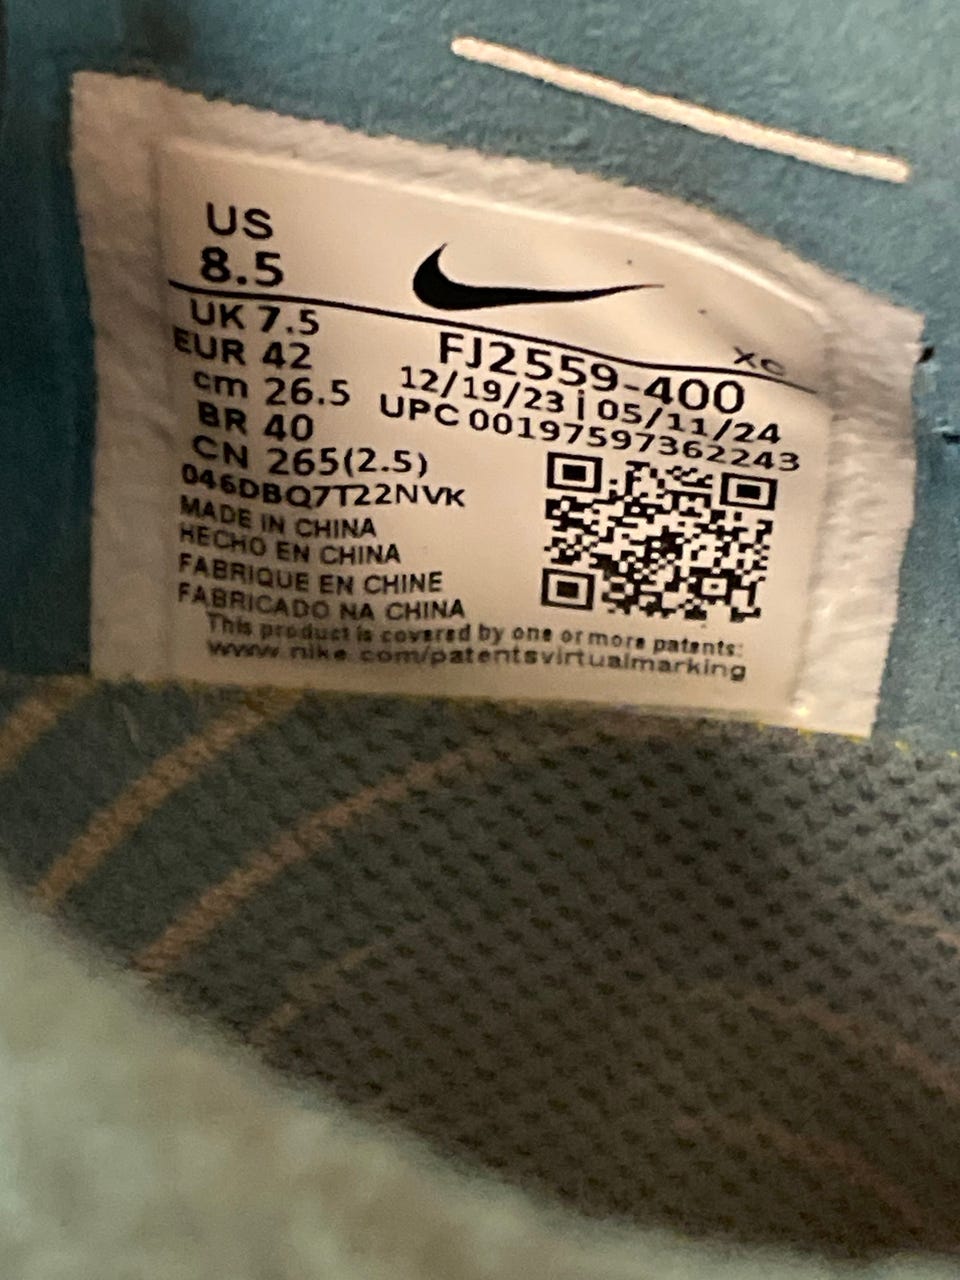 US
8.5
XC
UK 7.5
EUR 42
cm 26.5
BR 40
CN 265(2.5)
FJ2559-400
12/19/23 | 05/11/24
UPC 00197597362243
046DBQ7T22NVK
MADE IN CHINA
HECHO EN CHINA
FABRIQUE EN CHINE
FABRICADO NA CHINA
This product is covered by one or more patents:
www.nike.com/patentsvirtualmarking